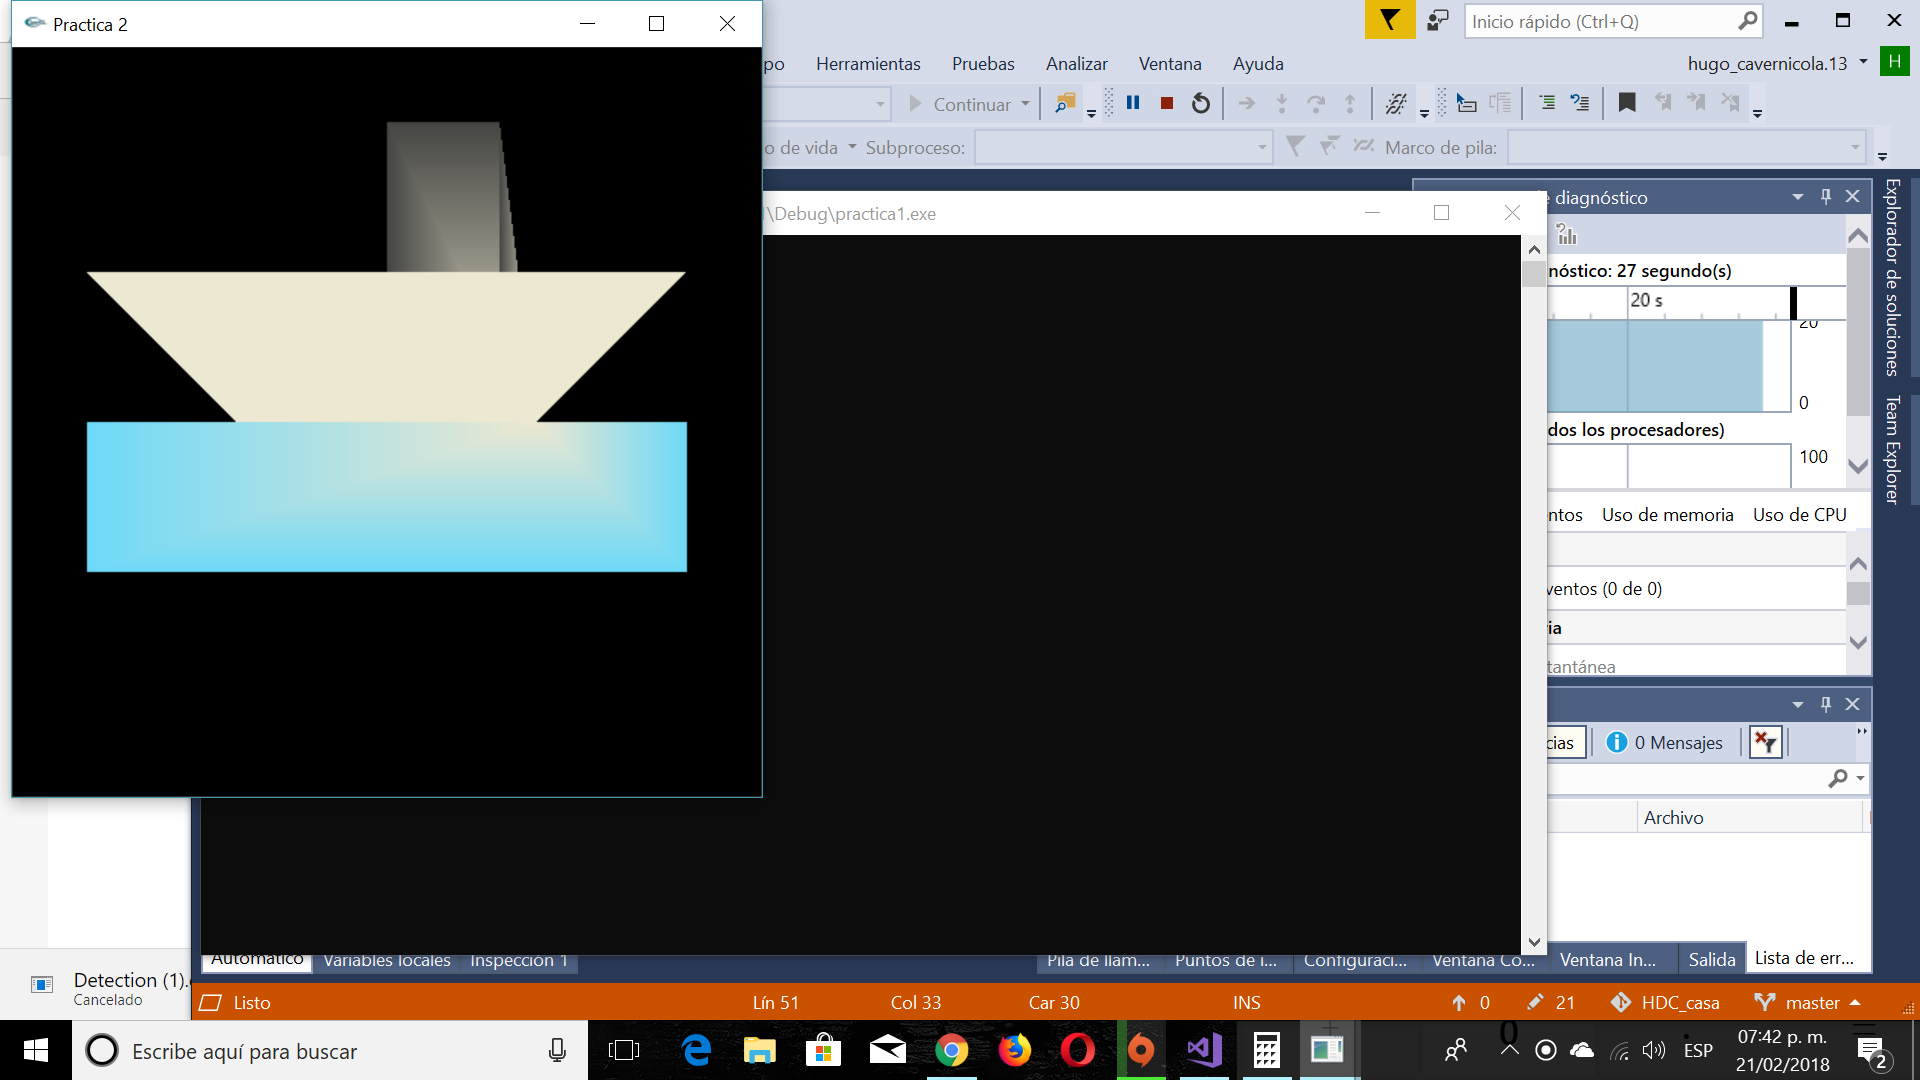 Practica 2
Inicio rápido (Ctrl+Q)
po Herramientas Pruebas Analizar Ventana Ayuda
hugo_cavernicola.13 H
Continuar
o de vida Subproceso: Marco de pila:
\Debug\practica1.exe
de diagnóstico
nóstico: 27 segundo(s)
20 s
20
0
dos los procesadores)
100
ntos Uso de memoria Uso de CPU
ventos (0 de 0)
ria
tantánea
cias 0 Mensajes
Archivo
Explorador de soluciones
Team Explorer
Automático Variables locales Inspección 1
Pila de llam... Puntos de i... Configuraci... Ventana Co... Ventana In... Salida Lista de err...
Detection (1).
Cancelado
Listo Lín 51 Col 33 Car 30 INS 0 21 HDC_casa master
Escribe aquí para buscar
ESP
07:42 p. m.
21/02/2018
2